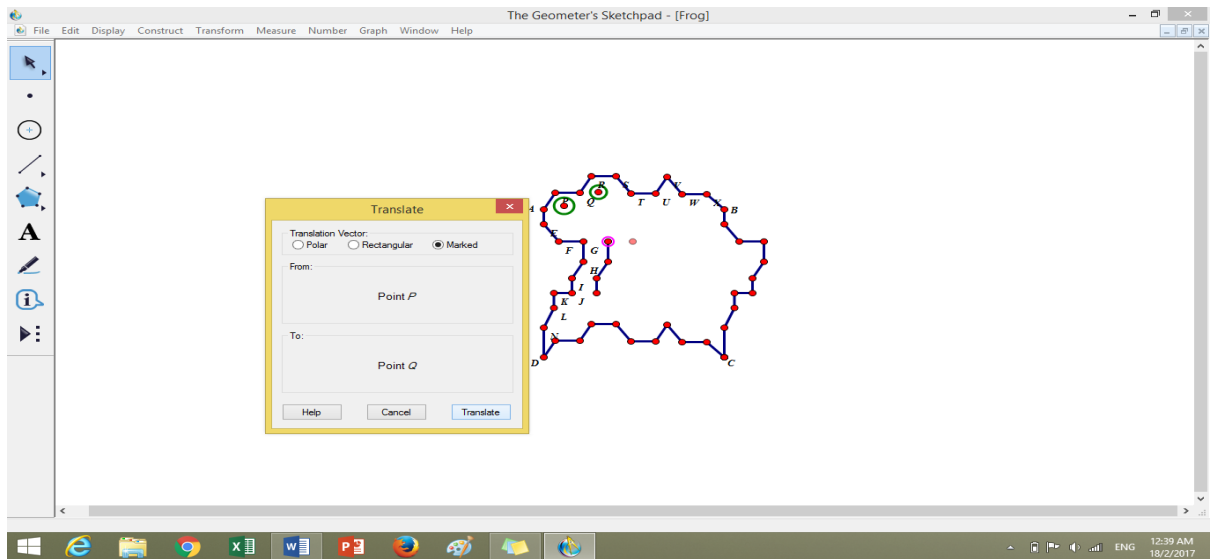 The Geometer's Sketchpad - [Frog]
File Edit Display Construct Transform Measure Number Graph Window Help
A
Translate
Translation Vector:
Polar Rectangular Marked
From:
Point P
To:
Point Q
Help Cancel Translate
R S V
A P Q T U W X B
E
F G
H
I
K J
L
N
D C
ENG
12:39 AM
18/2/2017